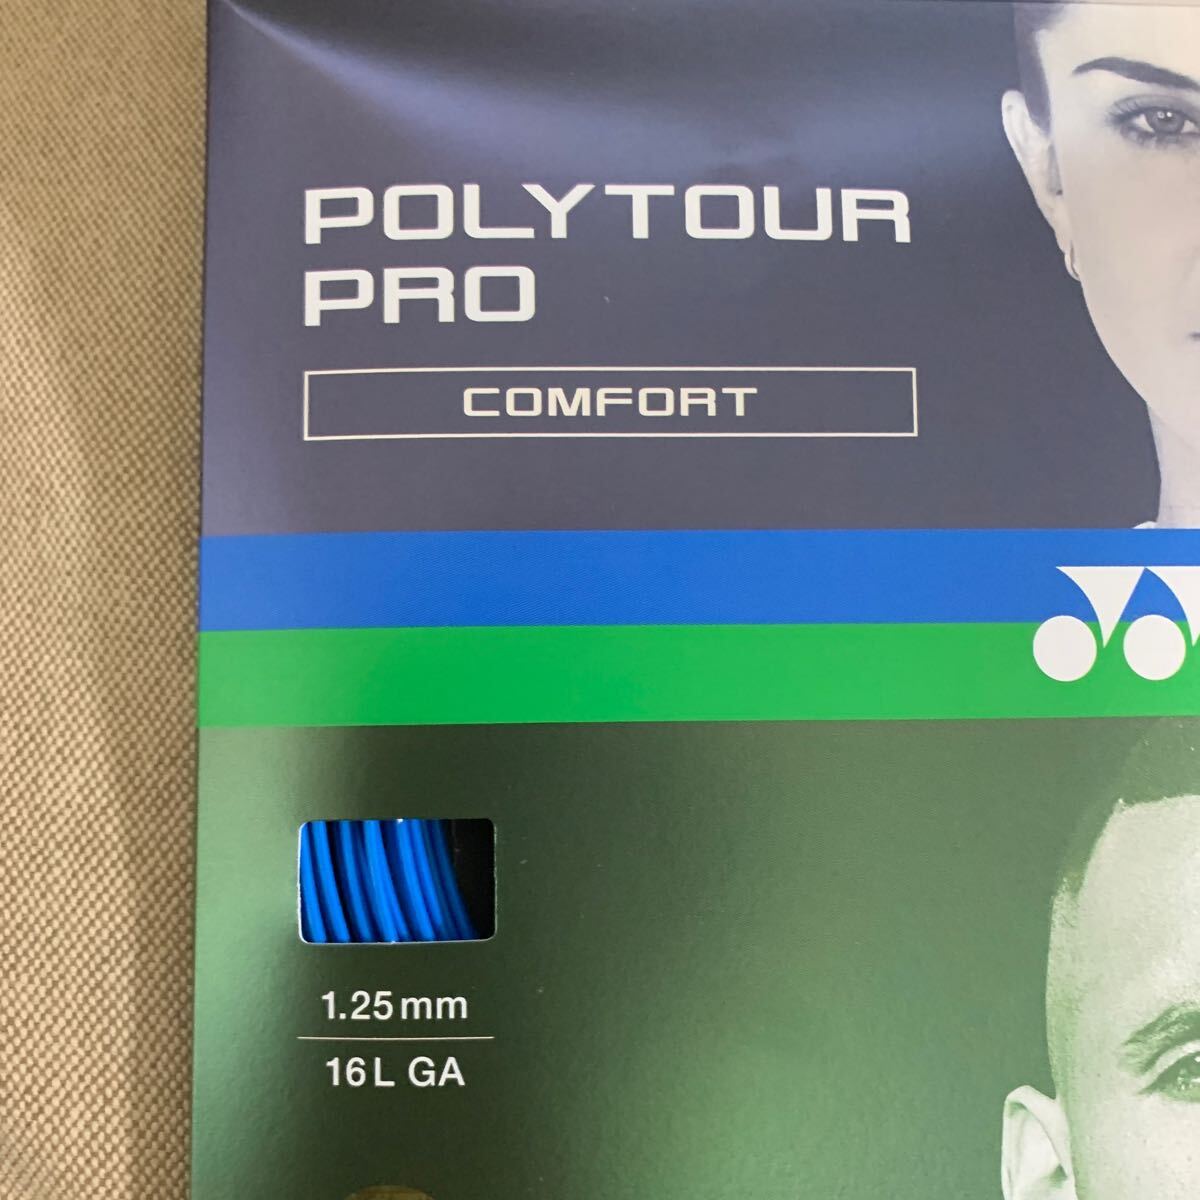 POLYTOUR
PRO
COMFORT
1.25mm
16L GA